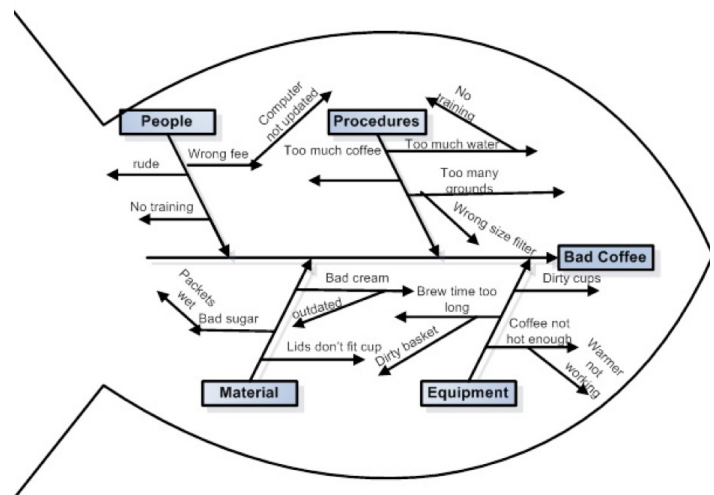 People
Procedures
Computer
not updated
No
training
Wrong fee
rude
No training
Too much coffee
Too much water
Too many
grounds
Wrong size filter
Bad Coffee
Packets
wet
Bad sugar
Bad cream
outdated
Lids don't fit cup
Brew time too
long
Dirty basket
Dirty cups
Coffee not
hot enough
Warmer
not
working
Material
Equipment